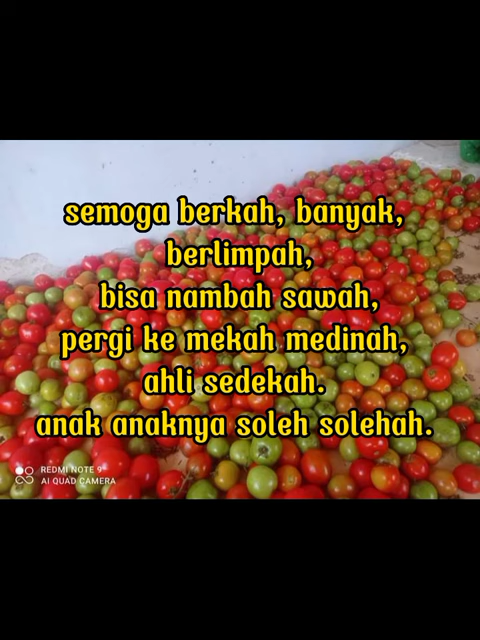 semoga berkah, banyak,
berlimpah,
bisa nambah sawah,
pergi ke mekah medinah,
ahli sedekah.
anak anaknya soleh solehah.
REDMI NOTE 9
AI QUAD CAMERA